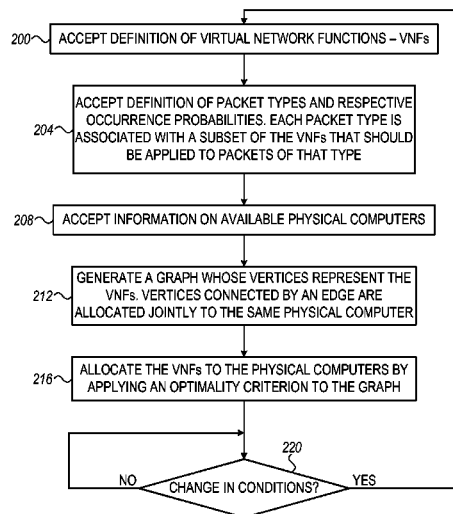 200
ACCEPT DEFINITION OF VIRTUAL NETWORK FUNCTIONS – VNFs
204
ACCEPT DEFINITION OF PACKET TYPES AND RESPECTIVE
OCCURRENCE PROBABILITIES. EACH PACKET TYPE IS
ASSOCIATED WITH A SUBSET OF THE VNFs THAT SHOULD
BE APPLIED TO PACKETS OF THAT TYPE
208
ACCEPT INFORMATION ON AVAILABLE PHYSICAL COMPUTERS
212
GENERATE A GRAPH WHOSE VERTICES REPRESENT THE
VNFs. VERTICES CONNECTED BY AN EDGE ARE
ALLOCATED JOINTLY TO THE SAME PHYSICAL COMPUTER
216
ALLOCATE THE VNFs TO THE PHYSICAL COMPUTERS BY
APPLYING AN OPTIMALITY CRITERION TO THE GRAPH
220
NO
CHANGE IN CONDITIONS?
YES